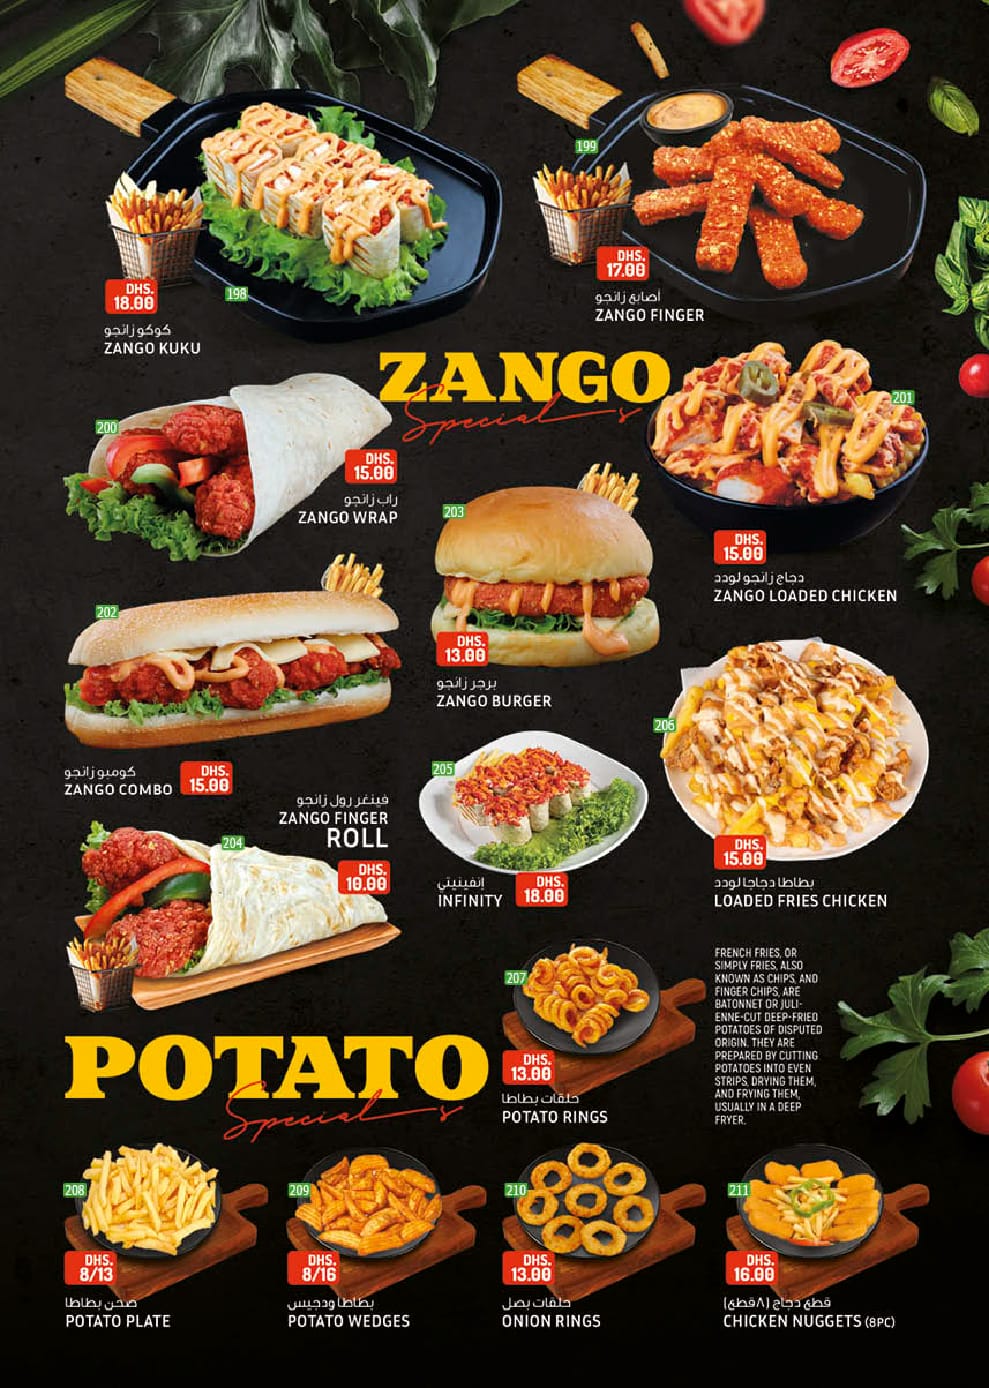 199
DHS.
17.00
أصابع زانجو
ZANGO FINGER
198
DHS.
18.00
كوكو زانجو
ZANGO KUKU
ZANGO
Specials
200
DHS.
15.00
راب زانجو
ZANGO WRAP
201
DHS.
15.00
دجاج زانجو لودد
ZANGO LOADED CHICKEN
203
DHS.
13.00
برجر زانجو
ZANGO BURGER
202
كومبو زانجو
ZANGO COMBO
DHS.
15.00
206
DHS.
15.00
بطاطا دجاجا لودد
LOADED FRIES CHICKEN
205
إنفينيتي
INFINITY
DHS.
18.00
فينغر رول زانجو
ZANGO FINGER
ROLL
204
DHS.
10.00
FRENCH FRIES, OR
SIMPLY FRIES, ALSO
KNOWN AS CHIPS, AND
FINGER CHIPS, ARE
BATONNET OR JULI-
ENNE-CUT DEEP-FRIED
POTATOES OF DISPUTED
ORIGIN. THEY ARE
PREPARED BY CUTTING
POTATOES INTO EVEN
STRIPS, DRYING THEM,
AND FRYING THEM,
USUALLY IN A DEEP
FRYER.
POTATO
Specials
207
DHS.
13.00
حلقات بطاطا
POTATO RINGS
208
DHS.
8/13
صحن بطاطا
POTATO PLATE
209
DHS.
8/16
بطاطا ودجيس
POTATO WEDGES
210
DHS.
13.00
حلقات بصل
ONION RINGS
211
DHS.
16.00
قطع دجاج (٨قطع)
CHICKEN NUGGETS (8PC)